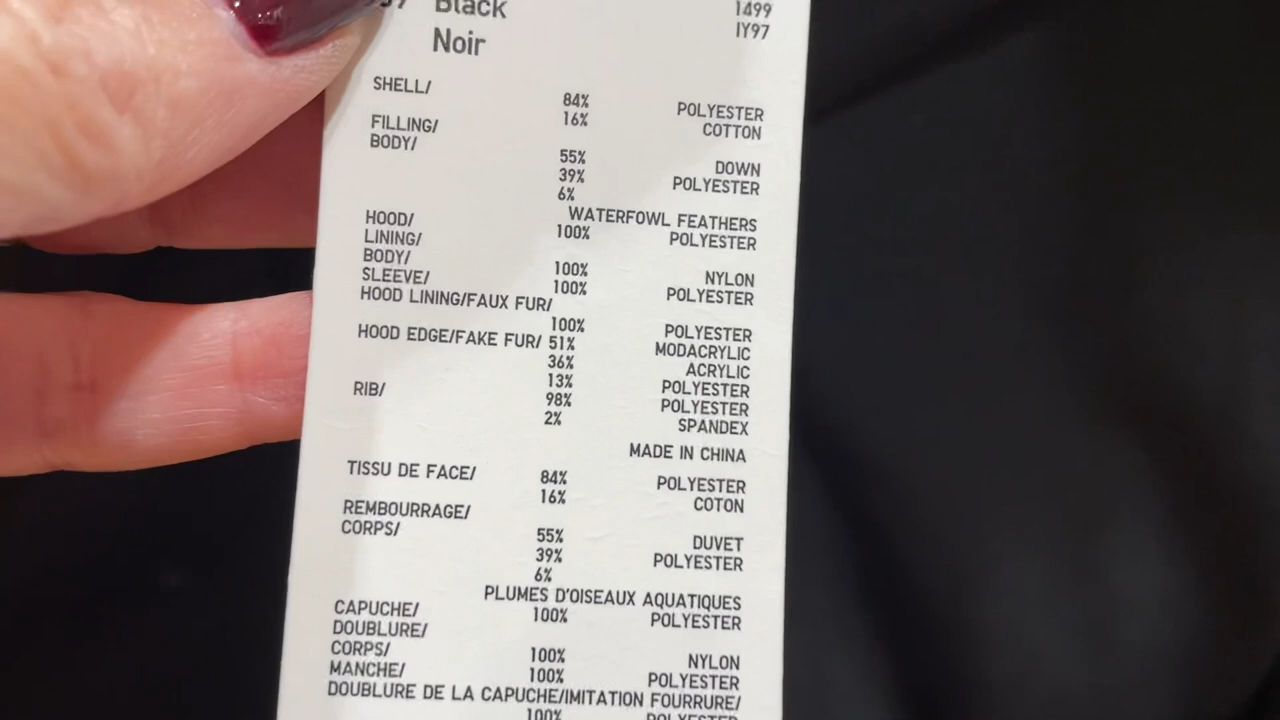 Black 1499
Noir IY97
SHELL/
84% POLYESTER
16% COTTON
FILLING/
BODY/
55% DOWN
39% POLYESTER
6%
WATERFOWL FEATHERS
HOOD/ 100% POLYESTER
LINING/
BODY/ 100% NYLON
SLEEVE/ 100% POLYESTER
HOOD LINING/FAUX FUR/
100% POLYESTER
HOOD EDGE/FAKE FUR/ 51% MODACRYLIC
36% ACRYLIC
13% POLYESTER
RIB/ 98% POLYESTER
2% SPANDEX
MADE IN CHINA
TISSU DE FACE/
84% POLYESTER
16% COTON
REMBOURRAGE/
CORPS/
55% DUVET
39% POLYESTER
6%
PLUMES D'OISEAUX AQUATIQUES
CAPUCHE/ 100% POLYESTER
DOUBLURE/
CORPS/ 100% NYLON
MANCHE/ 100% POLYESTER
DOUBLURE DE LA CAPUCHE/IMITATION FOURRURE/
100% POLYESTER